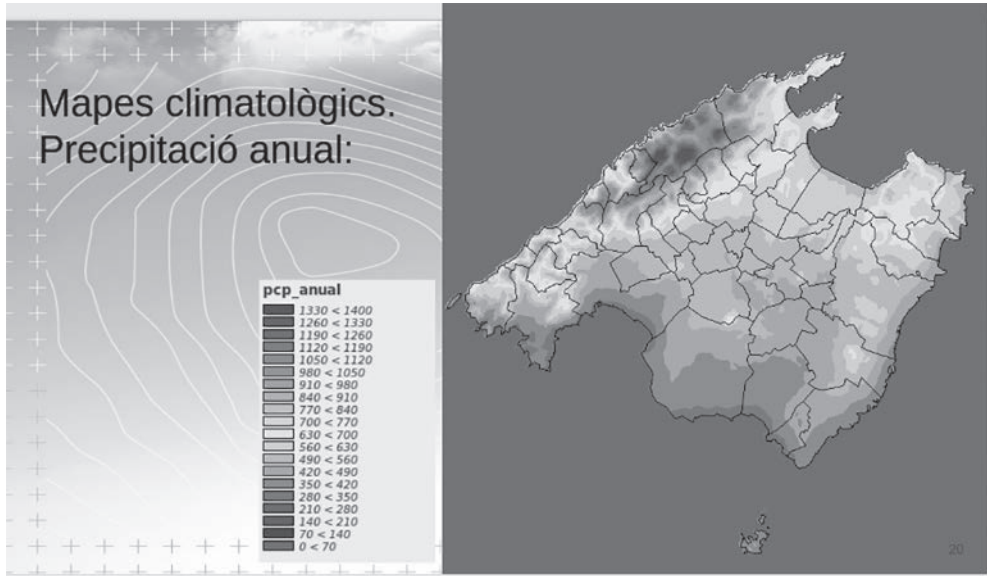 Mapes climatològics.
Precipitació anual:
pcp_anual
1330 < 1400
1260 < 1330
1190 < 1260
1120 < 1190
1050 < 1120
980 < 1050
910 < 980
840 < 910
770 < 840
700 < 770
630 < 700
560 < 630
490 < 560
420 < 490
350 < 420
280 < 350
210 < 280
140 < 210
70 < 140
0 < 70
20